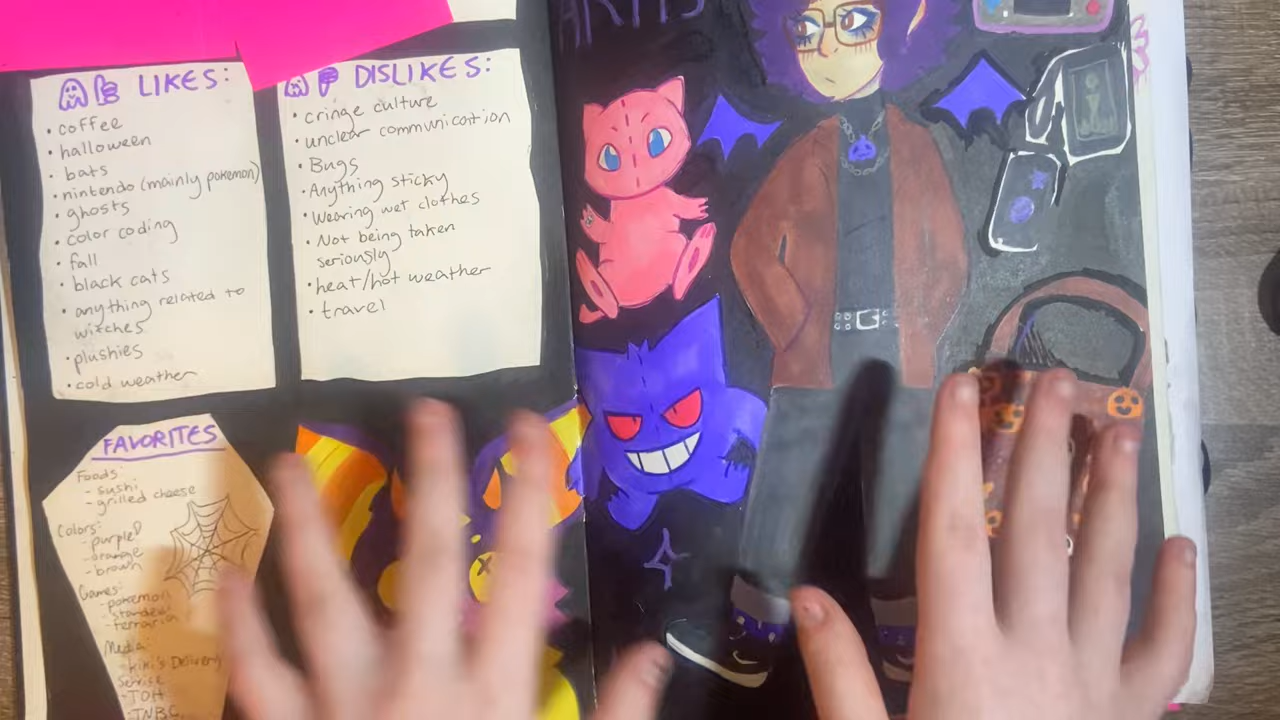 LIKES:
• coffee
• halloween
• bats
• nintendo (mainly pokemon)
• ghosts
• color coding
• fall
• black cats
• anything related to
witches
• plushies
• cold weather
DISLIKES:
• cringe culture
• unclear communication
• Bugs
• Anything sticky
• Wearing wet clothes
• Not being taken
seriously
• heat/hot weather
• travel
FAVORITES
Foods:
- sushi
- grilled cheese
Colors:
- purple
- orange
- brown
Games:
- pokemon
- terraria
Media:
- kiki's Delivery
- TOH
- TNBC